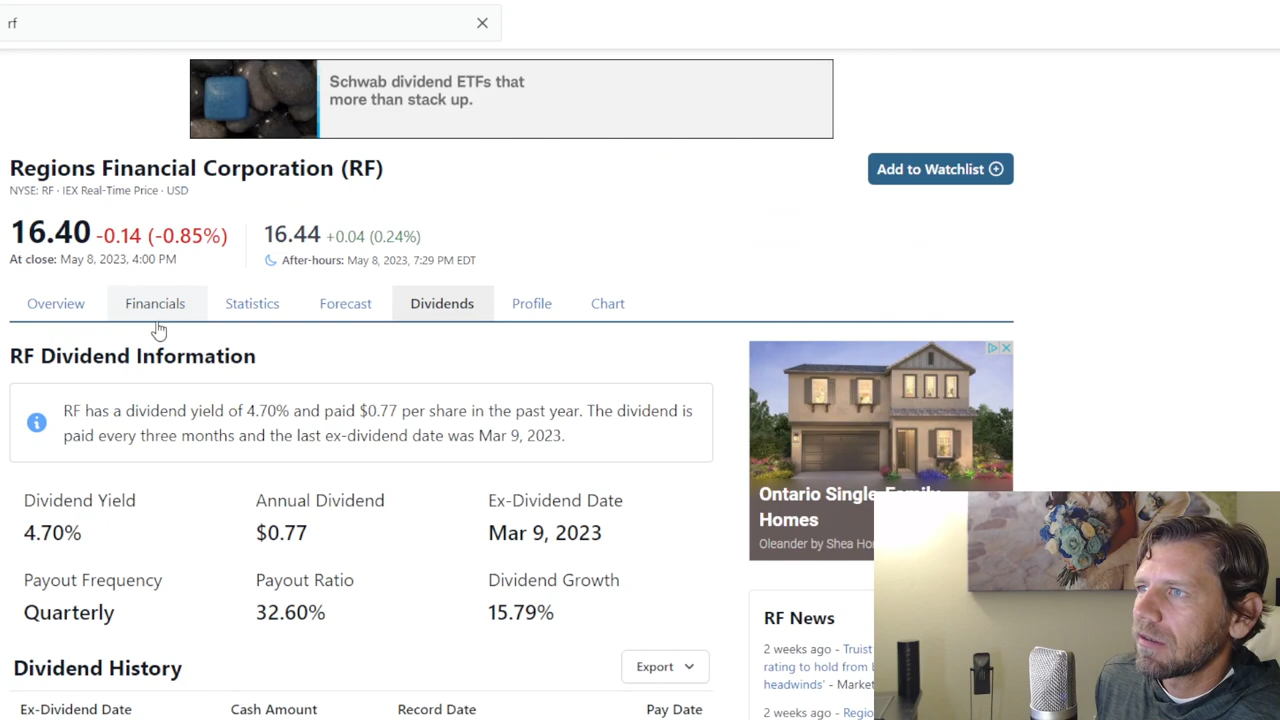 rf
Schwab dividend ETFs that
more than stack up.
Regions Financial Corporation (RF)
Add to Watchlist
NYSE: RF · IEX Real-Time Price · USD
16.40 -0.14 (-0.85%)
16.44 +0.04 (0.24%)
At close: May 8, 2023, 4:00 PM
After-hours: May 8, 2023, 7:29 PM EDT
Overview Financials Statistics Forecast Dividends Profile Chart
RF Dividend Information
RF has a dividend yield of 4.70% and paid $0.77 per share in the past year. The dividend is
paid every three months and the last ex-dividend date was Mar 9, 2023.
Dividend Yield Annual Dividend Ex-Dividend Date
4.70% $0.77 Mar 9, 2023
Payout Frequency Payout Ratio Dividend Growth
Quarterly 32.60% 15.79%
Dividend History
Export
Ex-Dividend Date Cash Amount Record Date Pay Date
Ontario Single Family
Homes
Oleander by Shea
RF News
2 weeks ago - Truist
rating to hold from
headwinds' -
2 weeks ago -